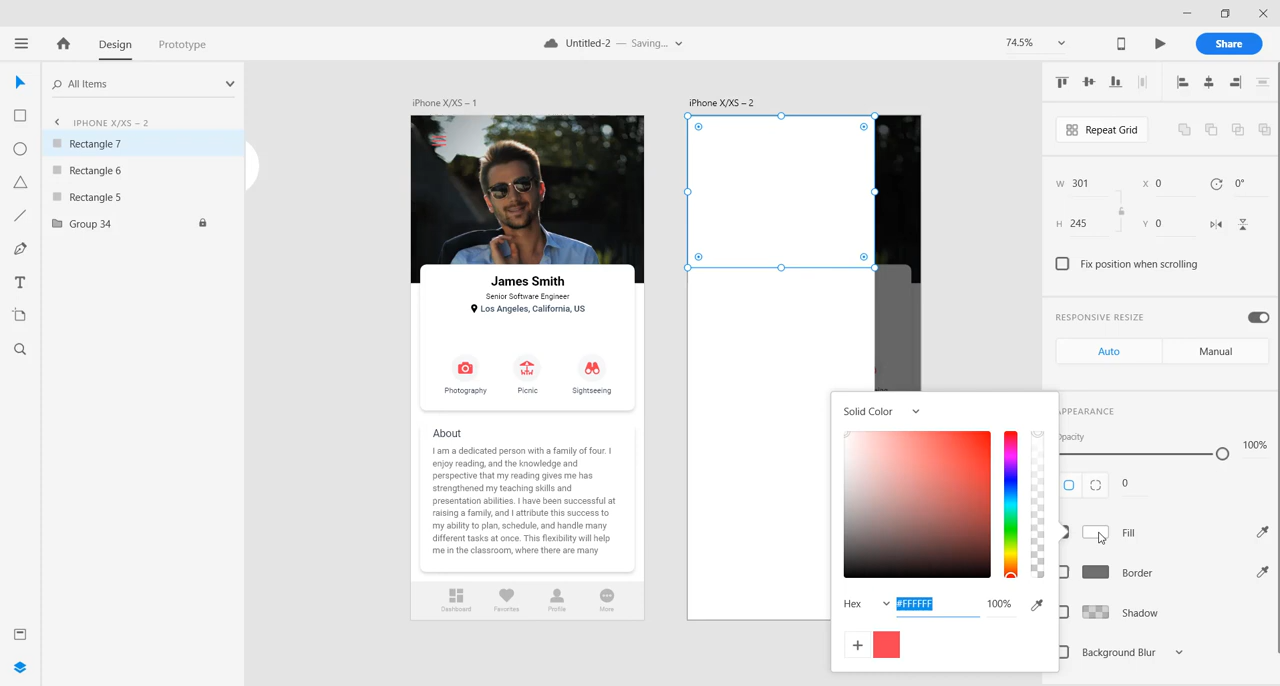 Design
Prototype
Untitled-2 — Saving...
74.5%
Share
All Items
IPHONE X/XS – 2
Rectangle 7
Rectangle 6
Rectangle 5
Group 34
iPhone X/XS – 1
James Smith
Senior Software Engineer
Los Angeles, California, US
Photography
Picnic
Sightseeing
About
I am a dedicated person with a family of four. I
enjoy reading, and the knowledge and
perspective that my reading gives me has
strengthened my teaching skills and
presentation abilities. I have been successful at
raising a family, and I attribute this success to
my ability to plan, schedule, and handle many
different tasks at once. This flexibility will help
me in the classroom, where there are many
Dashboard
Favorites
Profile
More
iPhone X/XS – 2
Solid Color
Hex
#FFFFFF
100%
Repeat Grid
W 301
X 0
0°
H 245
Y 0
Fix position when scrolling
RESPONSIVE RESIZE
Auto
Manual
APPEARANCE
Opacity
100%
0
Fill
Border
Shadow
Background Blur